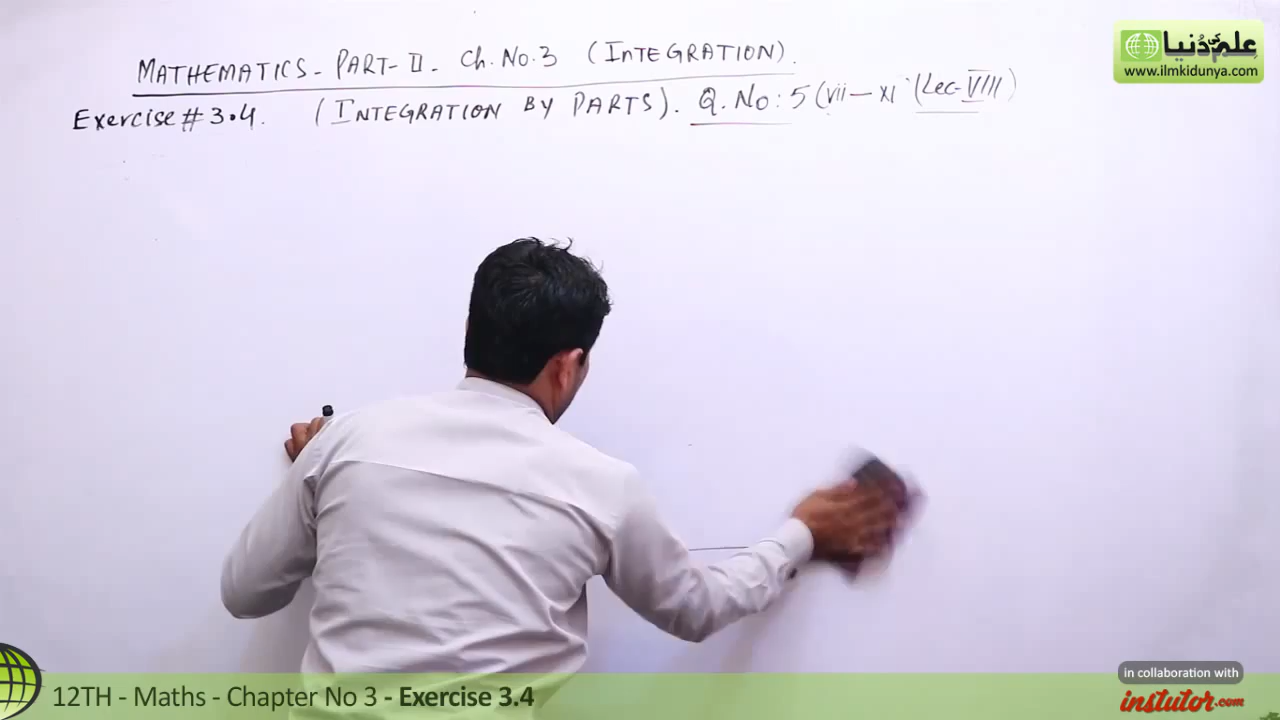 MATHEMATICS - PART-II - Ch. No. 3 (INTEGRATION).
Exercise # 3.4. (INTEGRATION BY PARTS). Q. No: 5 (vii — xi (Lec-VIII)
علم کی دُنیا
www.ilmkidunya.com
12TH - Maths - Chapter No 3 - Exercise 3.4
in collaboration with
instutor.com